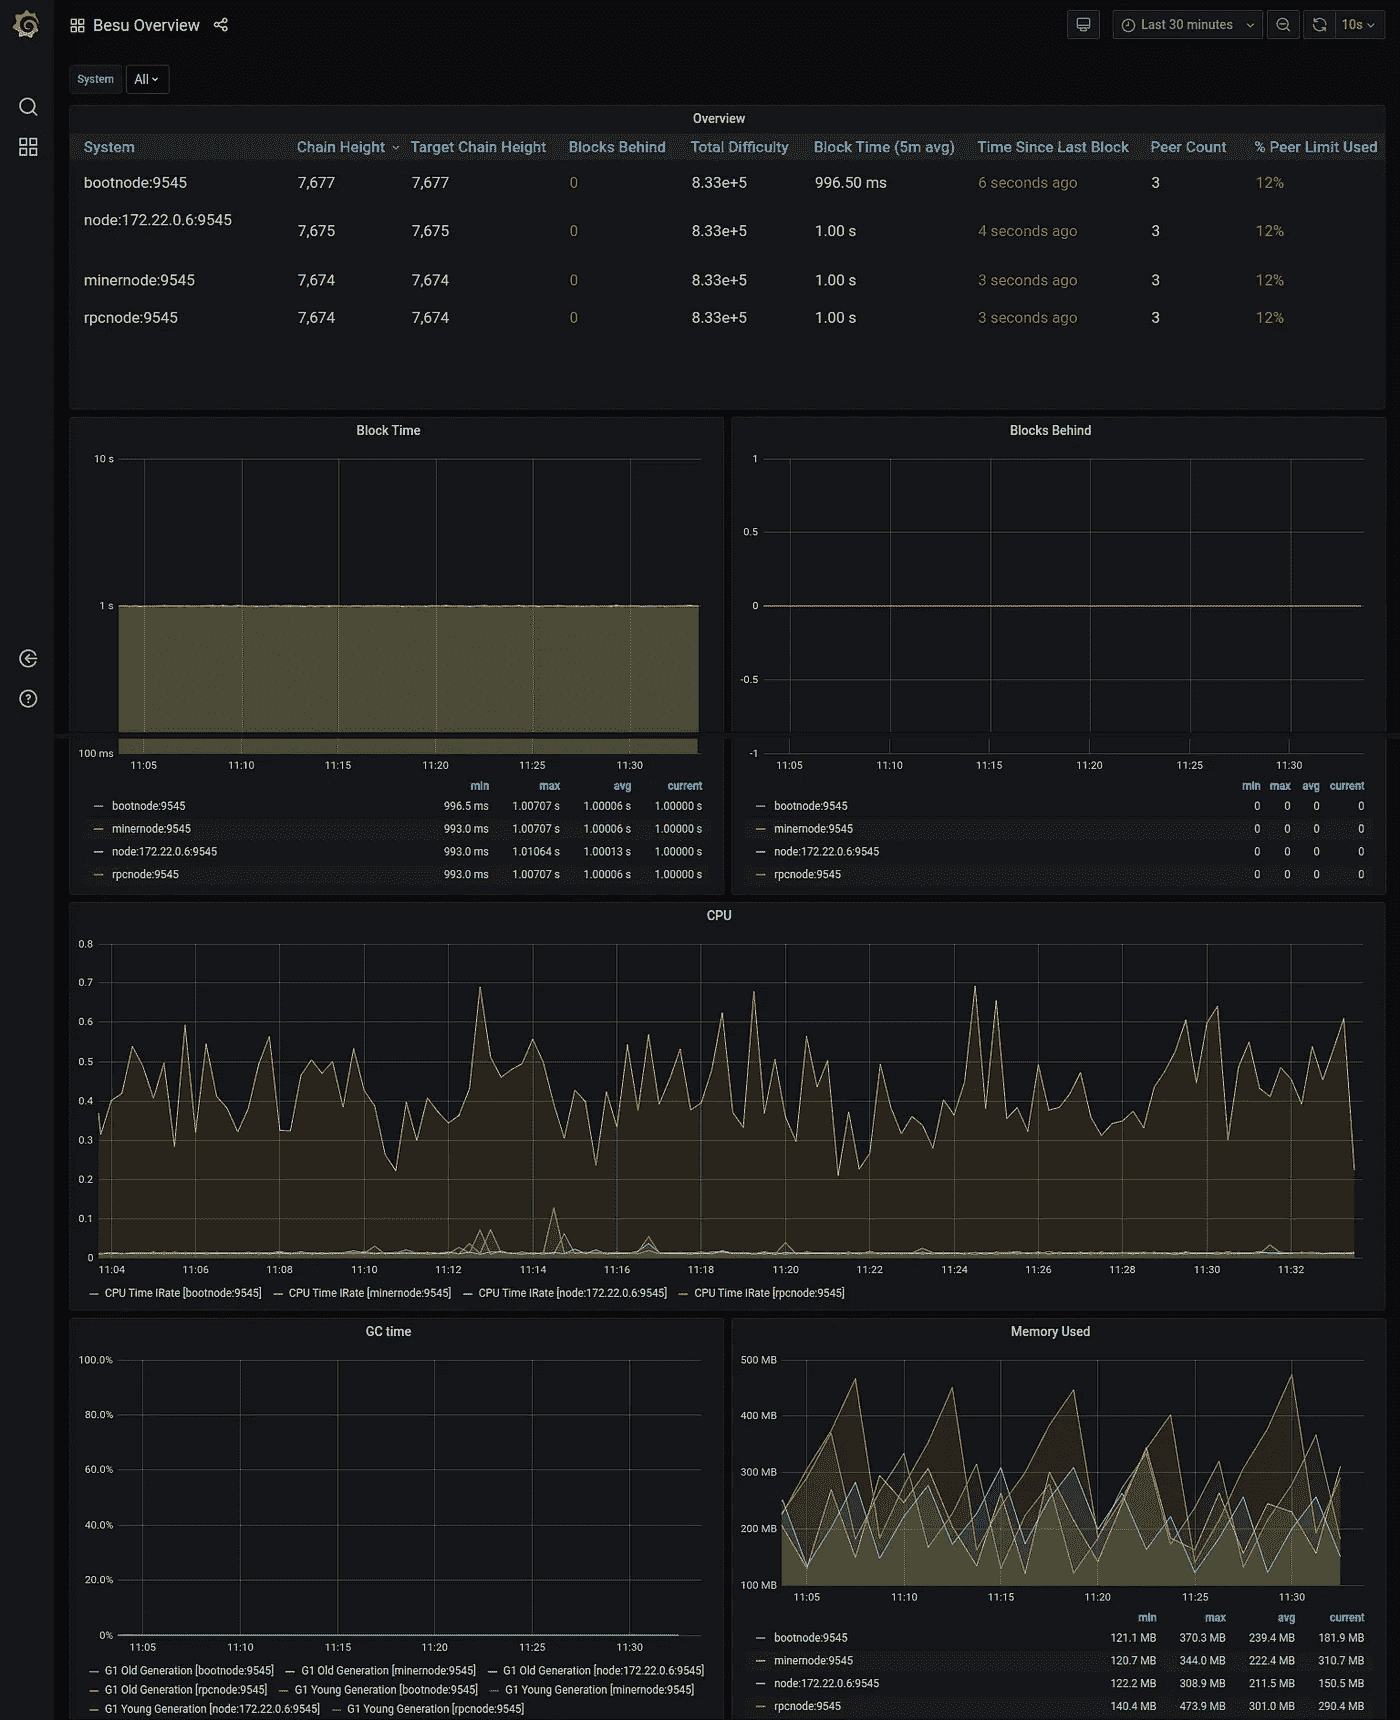 Besu Overview
Last 30 minutes
10s
System All
Overview
System Chain Height Target Chain Height Blocks Behind Total Difficulty Block Time (5m avg) Time Since Last Block Peer Count % Peer Limit Used
bootnode:9545 7,677 7,677 0 8.33e+5 996.50 ms 6 seconds ago 3 12%
node:172.22.0.6:9545 7,675 7,675 0 8.33e+5 1.00 s 4 seconds ago 3 12%
minernode:9545 7,674 7,674 0 8.33e+5 1.00 s 3 seconds ago 3 12%
rpcnode:9545 7,674 7,674 0 8.33e+5 1.00 s 3 seconds ago 3 12%
Block Time
10 s
1 s
100 ms
11:05 11:10 11:15 11:20 11:25 11:30
min max avg current
bootnode:9545 996.5 ms 1.00707 s 1.00006 s 1.00000 s
minernode:9545 993.0 ms 1.00707 s 1.00006 s 1.00000 s
node:172.22.0.6:9545 993.0 ms 1.01064 s 1.00013 s 1.00000 s
rpcnode:9545 993.0 ms 1.00707 s 1.00006 s 1.00000 s
Blocks Behind
1
0.5
0
-0.5
-1
11:05 11:10 11:15 11:20 11:25 11:30
min max avg current
bootnode:9545 0 0 0 0
minernode:9545 0 0 0 0
node:172.22.0.6:9545 0 0 0 0
rpcnode:9545 0 0 0 0
CPU
0.8
0.7
0.6
0.5
0.4
0.3
0.2
0.1
0
11:04 11:06 11:08 11:10 11:12 11:14 11:16 11:18 11:20 11:22 11:24 11:26 11:28 11:30 11:32
CPU Time IRate [bootnode:9545] CPU Time IRate [minernode:9545] CPU Time IRate [node:172.22.0.6:9545] CPU Time IRate [rpcnode:9545]
GC time
100.0%
80.0%
60.0%
40.0%
20.0%
0%
11:05 11:10 11:15 11:20 11:25 11:30
G1 Old Generation [bootnode:9545] G1 Old Generation [minernode:9545] G1 Old Generation [node:172.22.0.6:9545]
G1 Old Generation [rpcnode:9545] G1 Young Generation [bootnode:9545] G1 Young Generation [minernode:9545]
G1 Young Generation [node:172.22.0.6:9545] G1 Young Generation [rpcnode:9545]
Memory Used
500 MB
400 MB
300 MB
200 MB
100 MB
11:05 11:10 11:15 11:20 11:25 11:30
min max avg current
bootnode:9545 121.1 MB 370.3 MB 239.4 MB 181.9 MB
minernode:9545 120.7 MB 344.0 MB 222.4 MB 310.7 MB
node:172.22.0.6:9545 122.2 MB 308.9 MB 211.5 MB 150.5 MB
rpcnode:9545 140.4 MB 473.9 MB 301.0 MB 290.4 MB